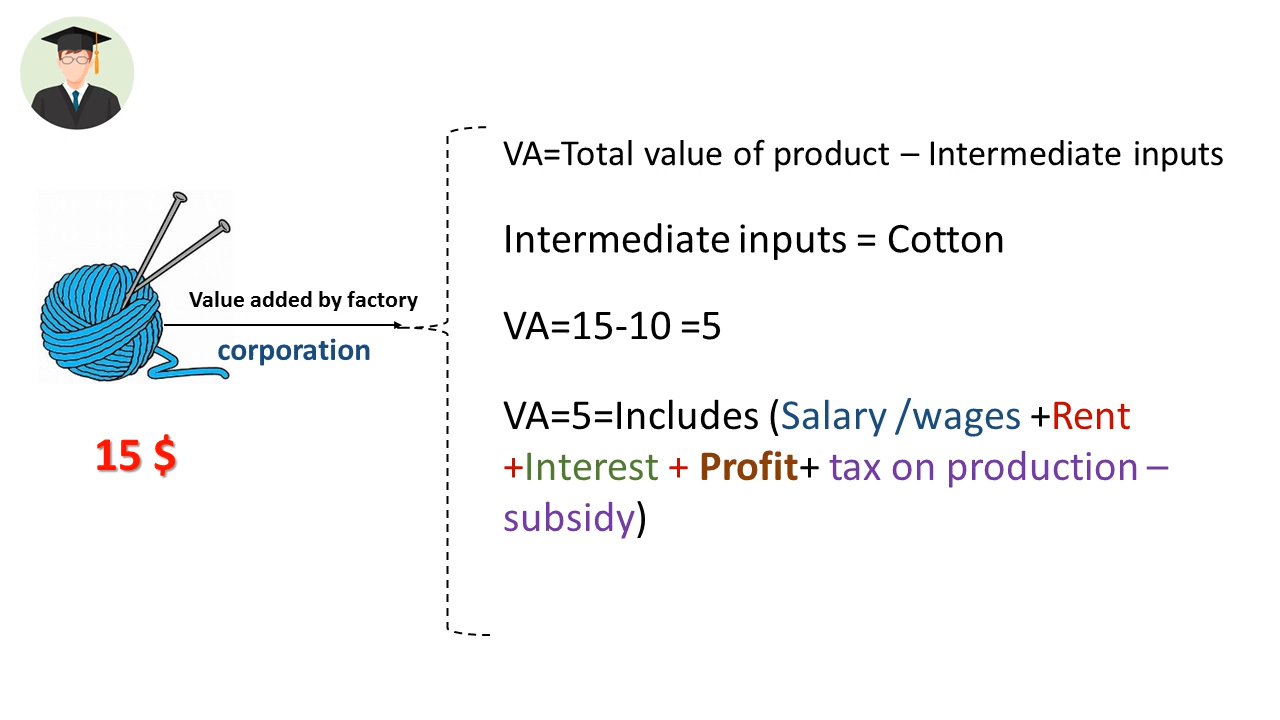 VA=Total value of product – Intermediate inputs
Intermediate inputs = Cotton
Value added by factory
corporation
VA=15-10 =5
VA=5=Includes (Salary /wages +Rent
+Interest + Profit+ tax on production –
subsidy)
15 $